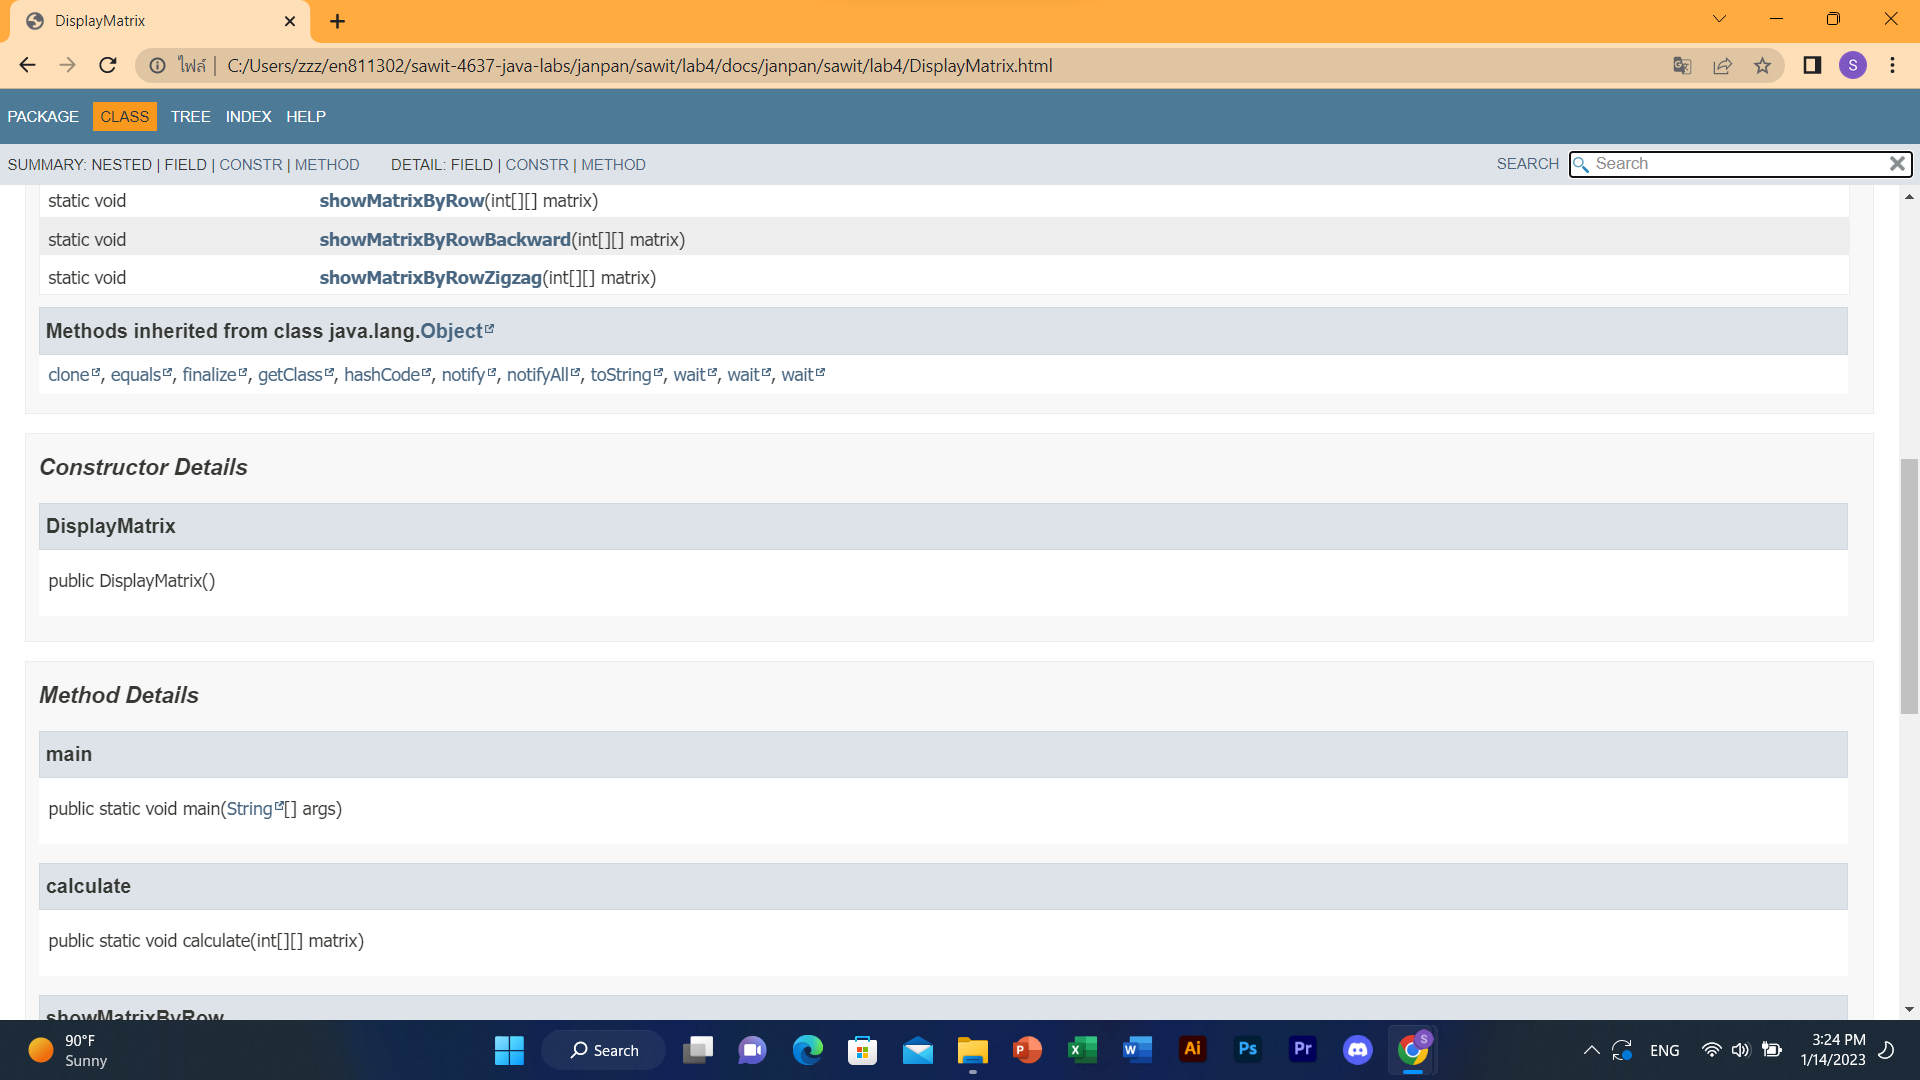 DisplayMatrix
ไฟล์ | C:/Users/zzz/en811302/sawit-4637-java-labs/janpan/sawit/lab4/docs/janpan/sawit/lab4/DisplayMatrix.html
S
PACKAGE CLASS TREE INDEX HELP
SUMMARY: NESTED | FIELD | CONSTR | METHOD DETAIL: FIELD | CONSTR | METHOD SEARCH Search
static void showMatrixByRow(int[][] matrix)
static void showMatrixByRowBackward(int[][] matrix)
static void showMatrixByRowZigzag(int[][] matrix)
Methods inherited from class java.lang.Object
clone, equals, finalize, getClass, hashCode, notify, notifyAll, toString, wait, wait, wait
Constructor Details
DisplayMatrix
public DisplayMatrix()
Method Details
main
public static void main(String[] args)
calculate
public static void calculate(int[][] matrix)
showMatrixByRow
90°F
Sunny
Search
P
X
W
Ai
Ps
Pr
S
ENG
3:24 PM
1/14/2023